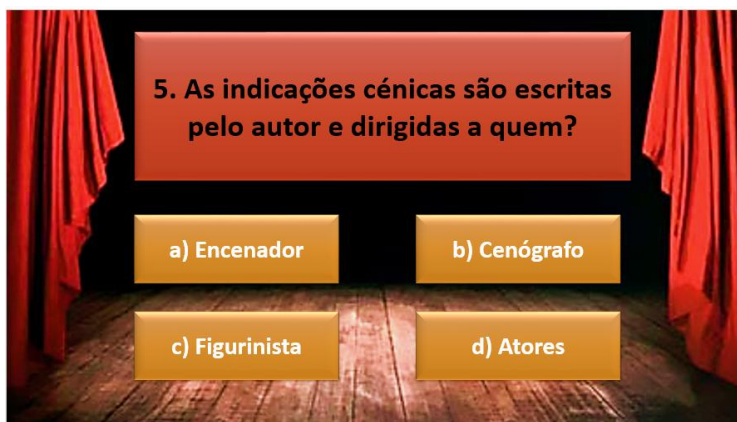 5. As indicações cénicas são escritas
pelo autor e dirigidas a quem?
a) Encenador
b) Cenógrafo
c) Figurinista
d) Atores